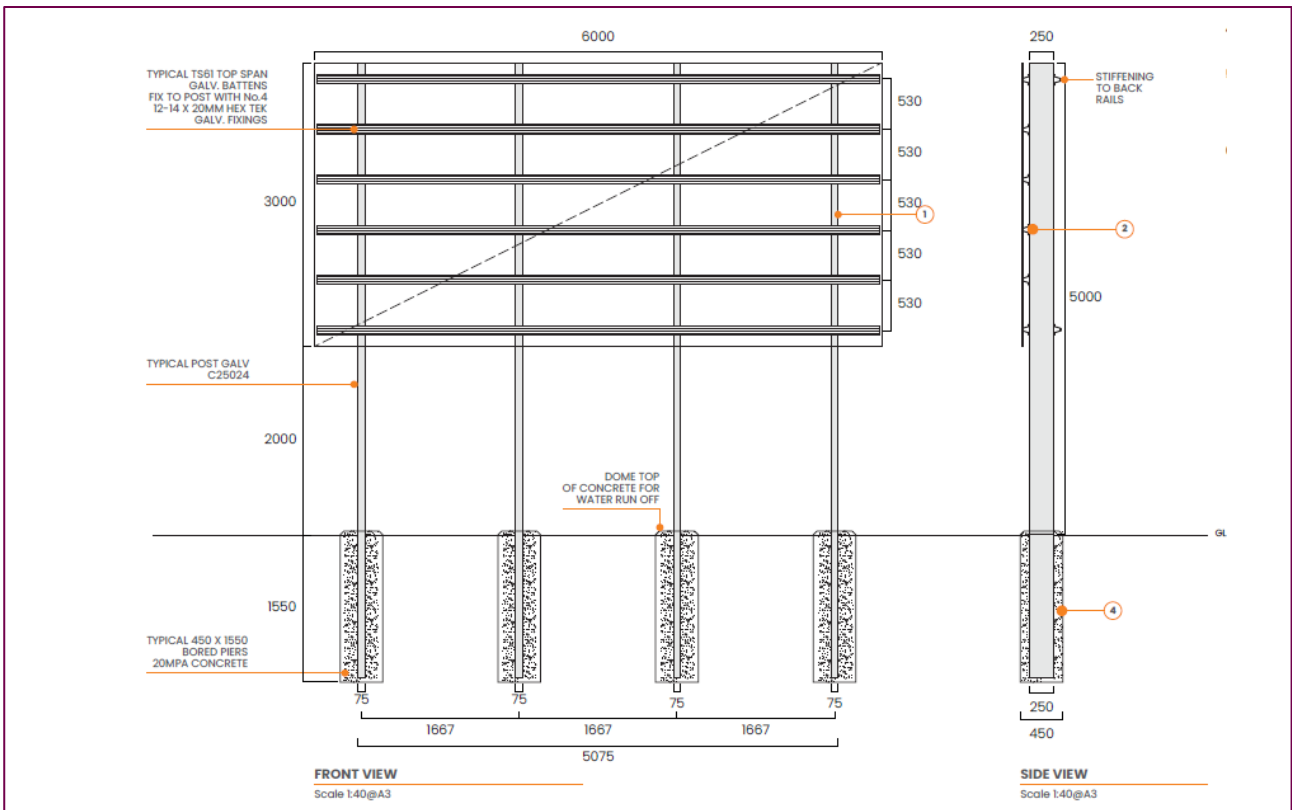 6000
250
TYPICAL TS61 TOP SPAN
GALV. BATTENS
FIX TO POST WITH No.4
12-14 X 20MM HEX TEK
GALV. FIXINGS
STIFFENING
TO BACK
RAILS
530
530
530
530
530
3000
1
2
5000
TYPICAL POST GALV
C25024
2000
DOME TOP
OF CONCRETE FOR
WATER RUN OFF
GL
1550
4
TYPICAL 450 X 1550
BORED PIERS
20MPA CONCRETE
75
75
75
75
250
1667
1667
1667
450
5075
FRONT VIEW
Scale 1:40@A3
SIDE VIEW
Scale 1:40@A3